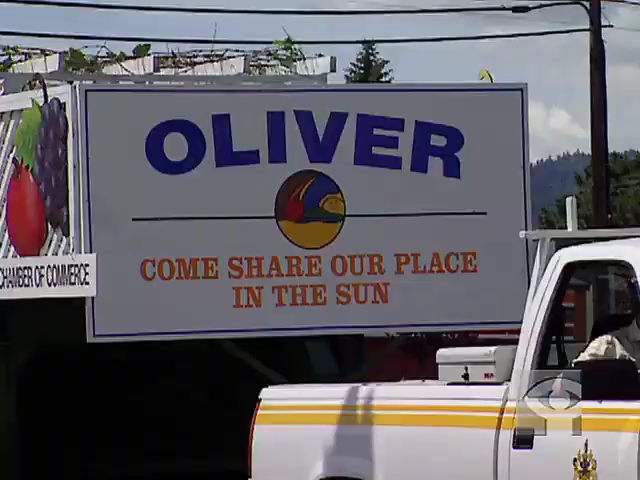 OLIVER
COME SHARE OUR PLACE
IN THE SUN
CHAMBER OF COMMERCE